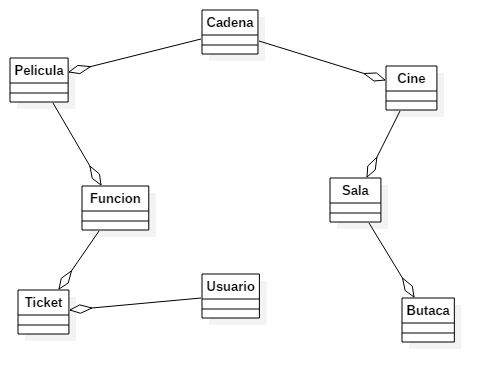 Cadena
Pelicula
Cine
Funcion
Sala
Ticket
Usuario
Butaca